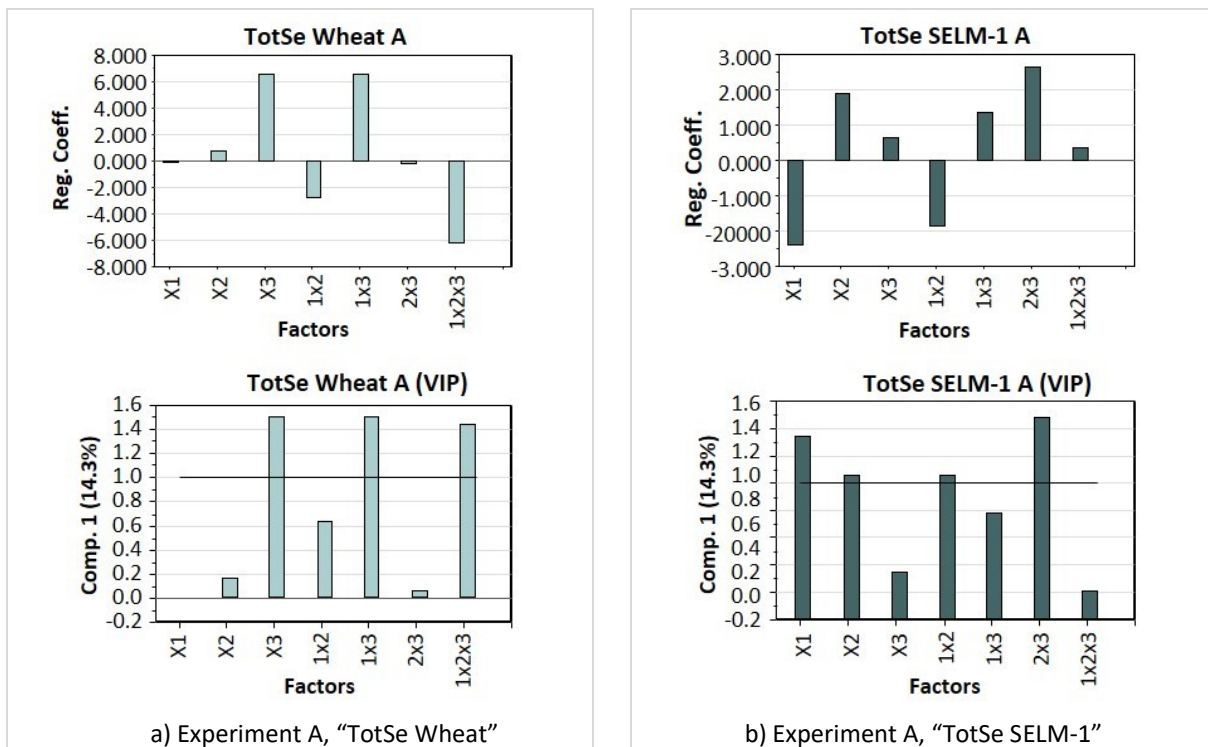 TotSe Wheat A
8.000
6.000
4.000
2.000
0.000
-2.000
-4.000
-6.000
-8.000
Reg. Coeff.
X1 X2 X3 1x2 1x3 2x3 1x2x3
Factors
TotSe Wheat A (VIP)
1.6
1.4
1.0
0.8
0.6
0.4
0.2
0.0
-0.2
Comp. 1 (14.3%)
X1 X2 X3 1x2 1x3 2x3 1x2x3
Factors
a) Experiment A, “TotSe Wheat”
TotSe SELM-1 A
3.000
2.000
1.000
0.000
-1.000
-20000
-3.000
Reg. Coeff.
X1 X2 X3 1x2 1x3 2x3 1x2x3
Factors
TotSe SELM-1 A (VIP)
1.6
1.4
1.2
1.0
0.8
0.6
0.4
0.2
0.0
-0.2
Comp. 1 (14.3%)
X1 X2 X3 1x2 1x3 2x3 1x2x3
Factors
b) Experiment A, “TotSe SELM-1”